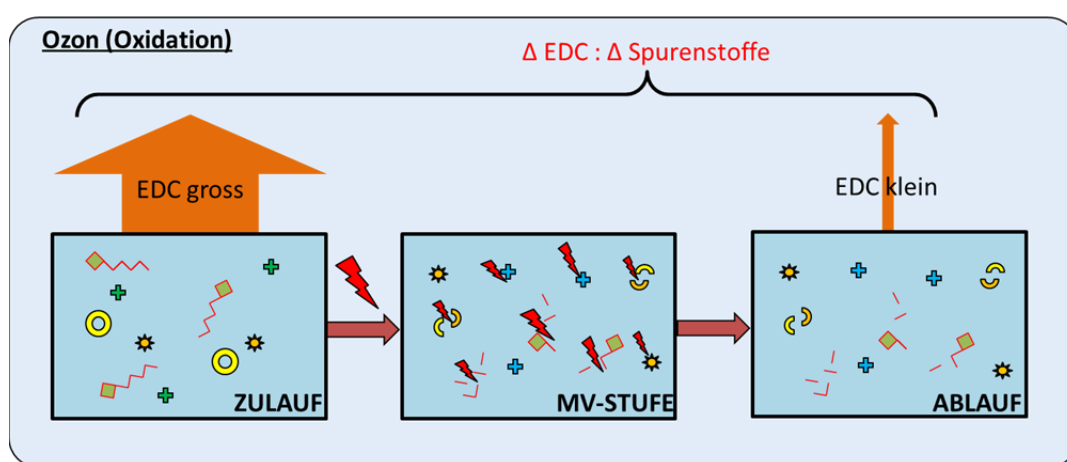 Ozon (Oxidation)
Δ EDC : Δ Spurenstoffe
EDC gross
EDC klein
ZULAUF
MV-STUFE
ABLAUF